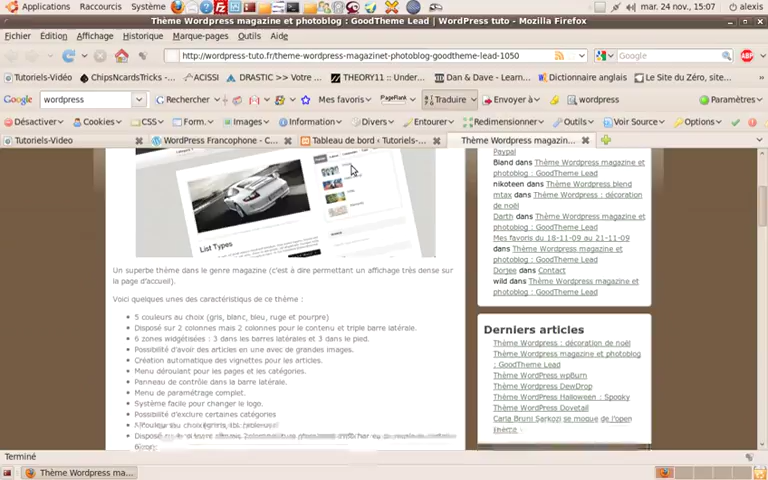 Applications Raccourcis Système mar. 24 nov., 15:07 alexis
Thème Wordpress magazine et photoblog : GoodTheme Lead | WordPress tuto - Mozilla Firefox
Fichier Édition Affichage Historique Marque-pages Outils Aide
http://wordpress-tuto.fr/theme-wordpress-magazinet-photoblog-goodtheme-lead-1050 Google
Tutoriels-Vidéo ChipsNcardsTricks -... ACISSI DRASTIC >> Votre ... THEORY11 :: Under... Dan & Dave - Learn... Dictionnaire anglais Le Site du Zéro, site...
Google wordpress Rechercher Mes favoris PageRank Traduire Envoyer à wordpress Paramètres
Désactiver Cookies CSS Form. Images Information Divers Entourer Redimensionner Outils Voir Source Options
Tutoriels-Video WordPress Francophone - C... Tableau de bord ‹ Tutoriels-... Thème Wordpress magazin...
List Types
Un superbe thème dans le genre magazine (c'est à dire permettant un affichage très dense sur
la page d'accueil).
Voici quelques unes des caractéristique de ce thème :
5 couleurs au choix (gris, blanc, bleu, ruge et pourpre)
Disposé sur 2 colonnes mais 2 colonnes pour le contenu et triple barre latérale.
6 zones widgétisées : 3 dans les barres latérales et 3 dans le pied.
Possibilité d'avoir des articles en une avec de grandes images.
Création automatique des vignettes pour les articles.
Menu déroulant pour les pages et les catégories.
Panneau de contrôle dans la barre latérale.
Menu de paramétrage complet.
Système facile pour changer le logo.
Possibilité d'exclure certaines catégories
Paypal
Bland dans Thème Wordpress magazine et
photoblog : GoodTheme Lead
nikoteen dans Thème WordPress blend
mtax dans Thème WordPress : décoration
de noël
Darth dans Thème Wordpress magazine et
photoblog : GoodTheme Lead
Mes favoris du 18-11-09 au 21-11-09
dans Thème Wordpress magazine et
photoblog : GoodTheme Lead
Dorjee dans Contact
wild dans Thème Wordpress magazine et
photoblog : GoodTheme Lead
Derniers articles
Thème WordPress : décoration de noël
Thème Wordpress magazine et photoblog
: GoodTheme Lead
Thème WordPress wpBurn
Thème WordPress DewDrop
Thème WordPress Halloween : Spooky
Thème WordPress Dovetail
Carla Bruni Sarkozi se moque de l'open
Terminé
Thème Wordpress ma...